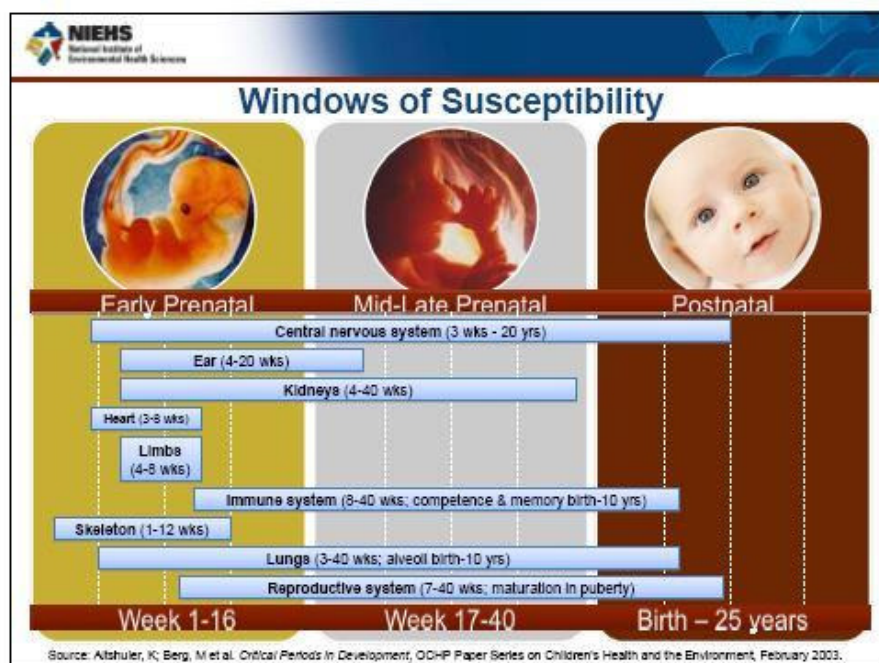 NIEHS
National Institute of
Environmental Health Sciences
Windows of Susceptibility
Early Prenatal
Mid-Late Prenatal
Postnatal
Central nervous system (3 wks - 20 yrs)
Ear (4-20 wks)
Kidneys (4-40 wks)
Heart (3-8 wks)
Limbs
(4-8 wks)
Immune system (8-40 wks; competence & memory birth-10 yrs)
Skeleton (1-12 wks)
Lungs (3-40 wks; alveoli birth-10 yrs)
Reproductive system (7-40 wks; maturation in puberty)
Week 1-16
Week 17-40
Birth – 25 years
Source: Altshuler, K; Berg, M et al. Critical Periods in Development, OCHP Paper Series on Children's Health and the Environment, February 2003.